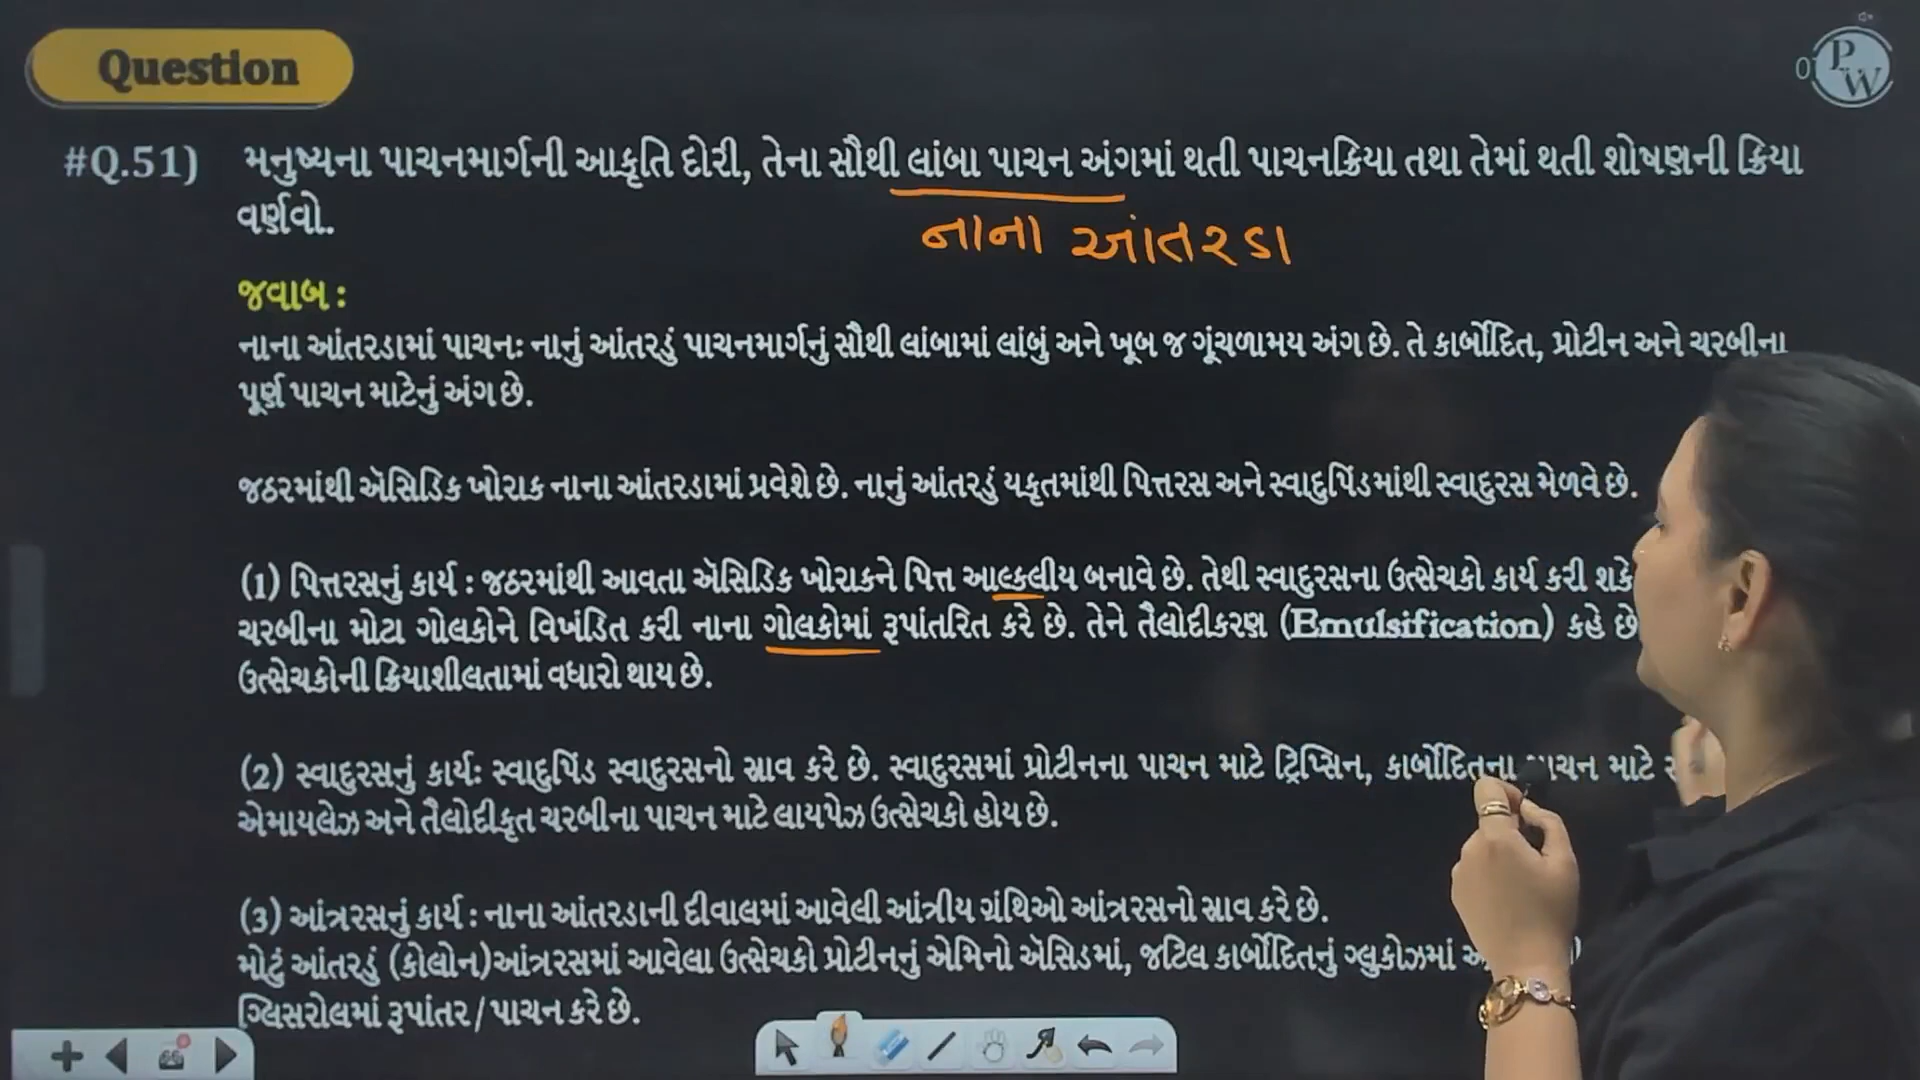 Question
PW
#Q.51) મનુષ્યના પાચનમાર્ગની આકૃતિ દોરી, તેના સૌથી લાંબા પાચન અંગમાં થતી પાચનક્રિયા તથા તેમાં થતી શોષણની ક્રિયા
વર્ણવો.
નાના આંતરડા
જવાબ :
નાના આંતરડામાં પાચનઃ નાનું આંતરડું પાચનમાર્ગનું સૌથી લાંબામાં લાંબું અને ખૂબ જ ગૂંચળામય અંગ છે. તે કાર્બોદિત, પ્રોટીન અને ચરબીના
પૂર્ણ પાચન માટેનું અંગ છે.
જઠરમાંથી ઍસિડિક ખોરાક નાના આંતરડામાં પ્રવેશે છે. નાનું આંતરડું યકૃતમાંથી પિત્તરસ અને સ્વાદુપિંડમાંથી સ્વાદુરસ મેળવે છે.
(1) પિત્તરસનું કાર્ય : જઠરમાંથી આવતા ઍસિડિક ખોરાકને પિત્ત આલ્કલીય બનાવે છે. તેથી સ્વાદુરસના ઉત્સેચકો કાર્ય કરી શકે
ચરબીના મોટા ગોલકોને વિખંડિત કરી નાના ગોલકોમાં રૂપાંતરિત કરે છે. તેને તૈલોદીકરણ (Emulsification) કહે છે
ઉત્સેચકોની ક્રિયાશીલતામાં વધારો થાય છે.
(2) સ્વાદુરસનું કાર્યઃ સ્વાદુપિંડ સ્વાદુરસનો સ્રાવ કરે છે. સ્વાદુરસમાં પ્રોટીનના પાચન માટે ટ્રિપ્સિન, કાર્બોદિતના પાચન માટે
એમાયલેઝ અને તૈલોદીકૃત ચરબીના પાચન માટે લાયપેઝ ઉત્સેચકો હોય છે.
(3) આંત્રરસનું કાર્ય : નાના આંતરડાની દીવાલમાં આવેલી આંત્રીય ગ્રંથિઓ આંત્રરસનો સ્રાવ કરે છે.
મોટું આંતરડું (કોલોન)આંત્રરસમાં આવેલા ઉત્સેચકો પ્રોટીનનું એમિનો ઍસિડમાં, જટિલ કાર્બોદિતનું ગ્લુકોઝમાં
ગ્લિસરોલમાં રૂપાંતર / પાચન કરે છે.